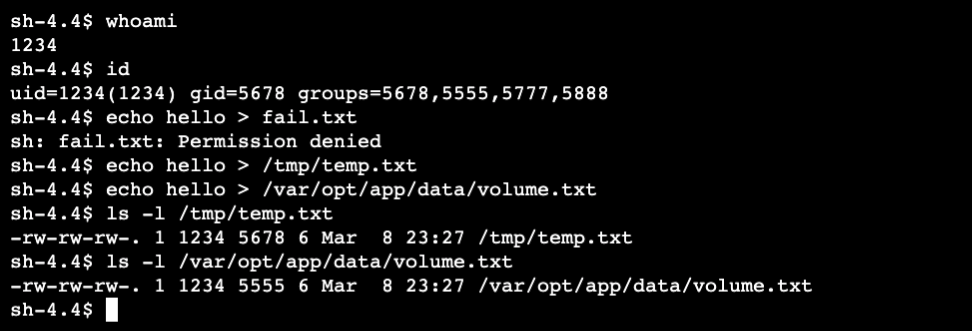 sh-4.4$ whoami
1234
sh-4.4$ id
uid=1234(1234) gid=5678 groups=5678,5555,5777,5888
sh-4.4$ echo hello > fail.txt
sh: fail.txt: Permission denied
sh-4.4$ echo hello > /tmp/temp.txt
sh-4.4$ echo hello > /var/opt/app/data/volume.txt
sh-4.4$ ls -l /tmp/temp.txt
-rw-rw-rw-. 1 1234 5678 6 Mar  8 23:27 /tmp/temp.txt
sh-4.4$ ls -l /var/opt/app/data/volume.txt
-rw-rw-rw-. 1 1234 5555 6 Mar  8 23:27 /var/opt/app/data/volume.txt
sh-4.4$